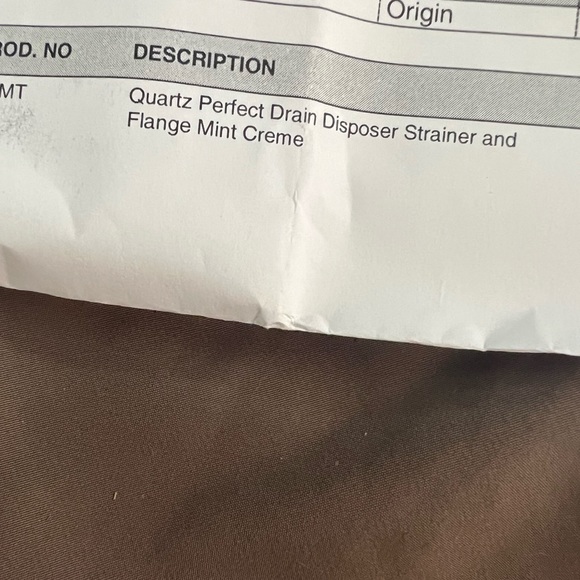 Origin
ROD. NO DESCRIPTION
MT Quartz Perfect Drain Disposer Strainer and
Flange Mint Creme